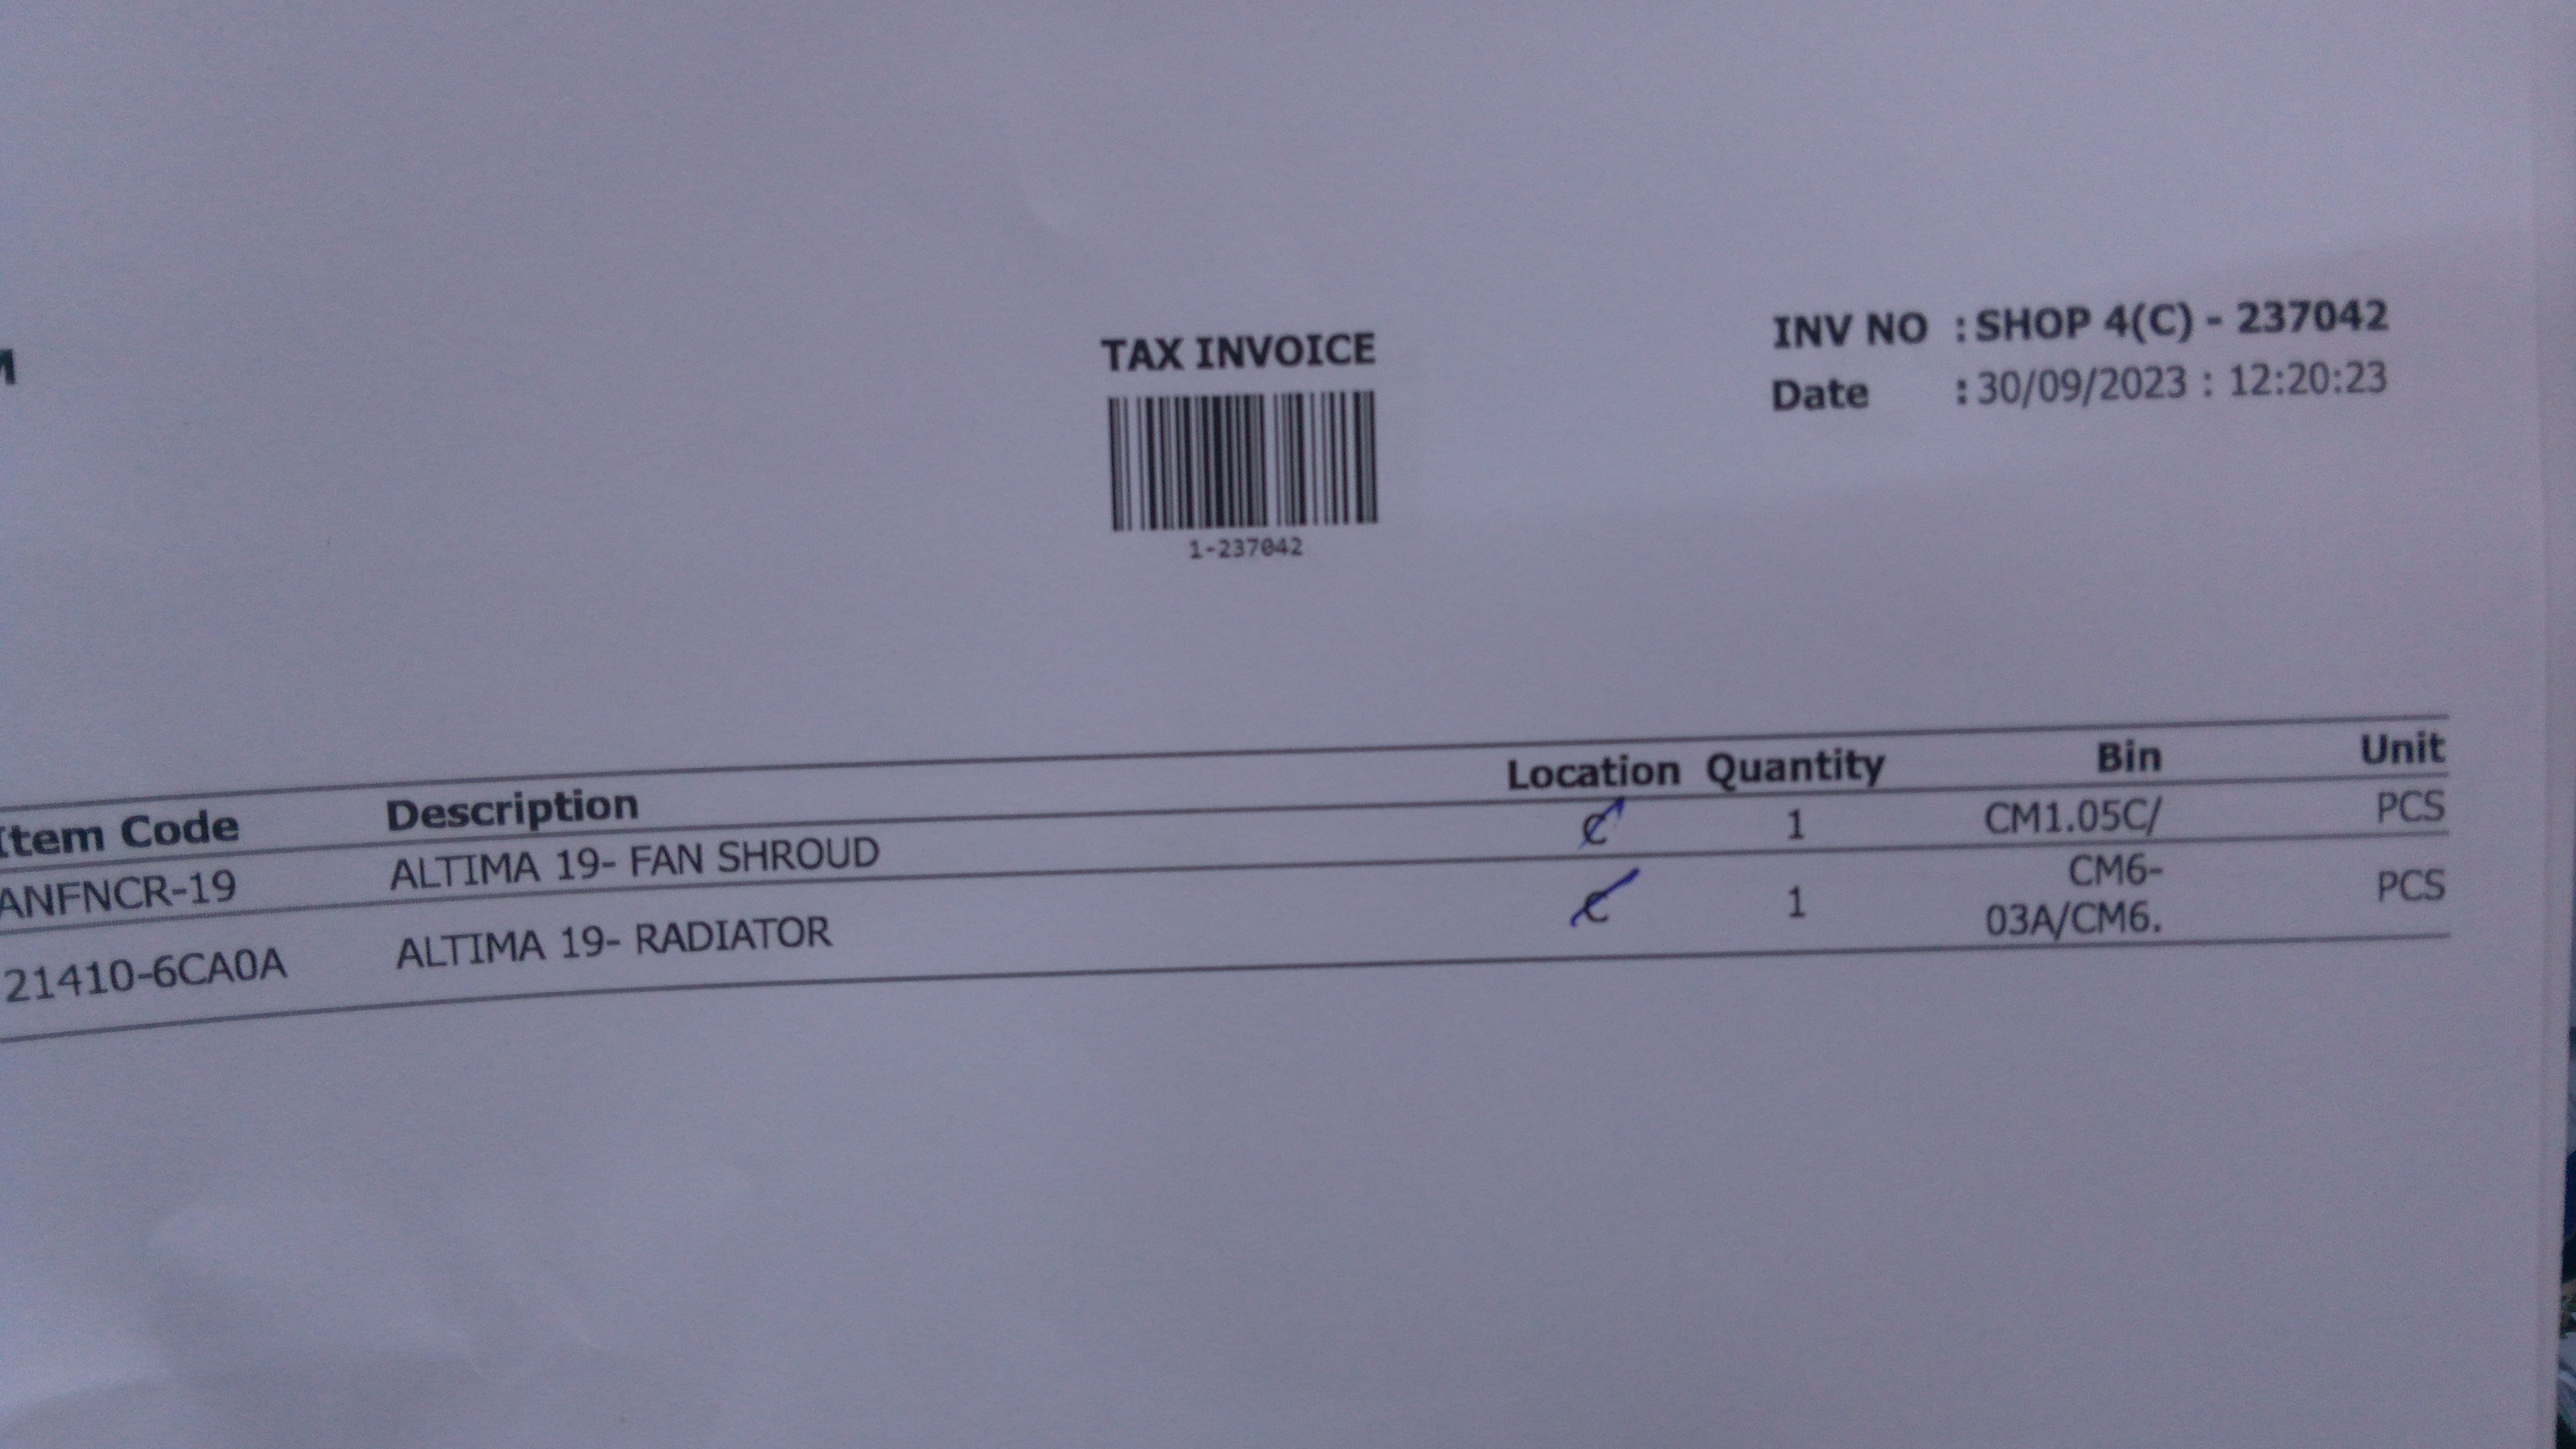 M
TAX INVOICE
INV NO : SHOP 4(C) - 237042
Date : 30/09/2023 : 12:20:23
1-237042
Item Code Description Location Quantity Bin Unit
ANFNCR-19 ALTIMA 19- FAN SHROUD C 1 CM1.05C/ PCS
21410-6CA0A ALTIMA 19- RADIATOR C 1 CM6-
03A/CM6. PCS